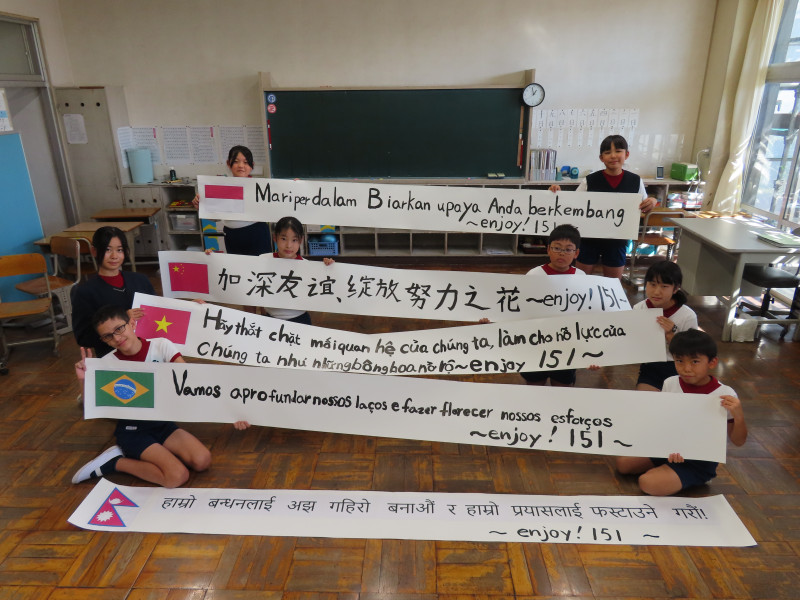 Mari perdalam Biarkan upaya Anda berkembang
~enjoy! 151~
加深友谊、绽放努力之花~enjoy!151~
Hãy thắt chặt mối quan hệ của chúng ta, làm cho nỗ lực của
chúng ta như những bông hoa nở rộ~enjoy 151~
Vamos aprofundar nossos laços e fazer florecer nossos esforços
~enjoy! 151~
हाम्रो बन्धनलाई अझ गहिरो बनाऔं र हाम्रो प्रयासलाई फस्टाउने गरौं!
~ enjoy! 151 ~